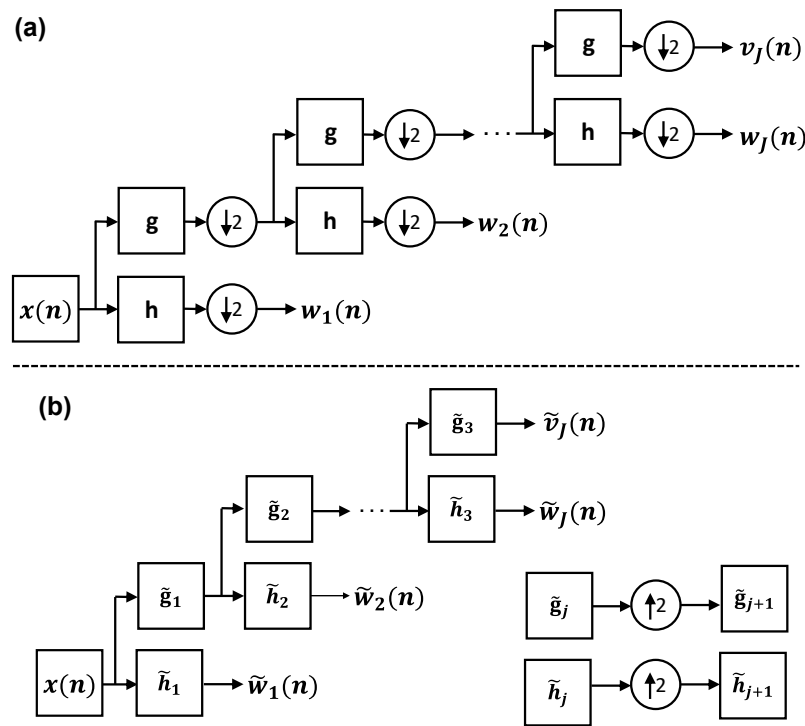 (a)
g ↓2 v_J(n)
g ↓2 ··· h ↓2 w_J(n)
g ↓2 h ↓2 w_2(n)
x(n) h ↓2 w_1(n)
(b)
g̃_3 ṽ_J(n)
g̃_2 ··· h̃_3 w̃_J(n)
g̃_1 h̃_2 w̃_2(n)
x(n) h̃_1 w̃_1(n)
g̃_j ↑2 g̃_{j+1}
h̃_j ↑2 h̃_{j+1}